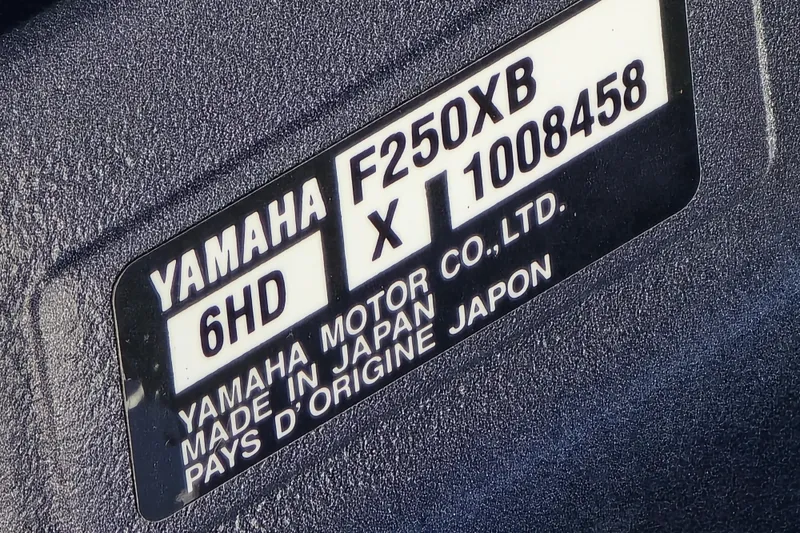 YAMAHA F250XB
6HD X 1008458
YAMAHA MOTOR CO.,LTD.
MADE IN JAPAN
PAYS D'ORIGINE JAPON